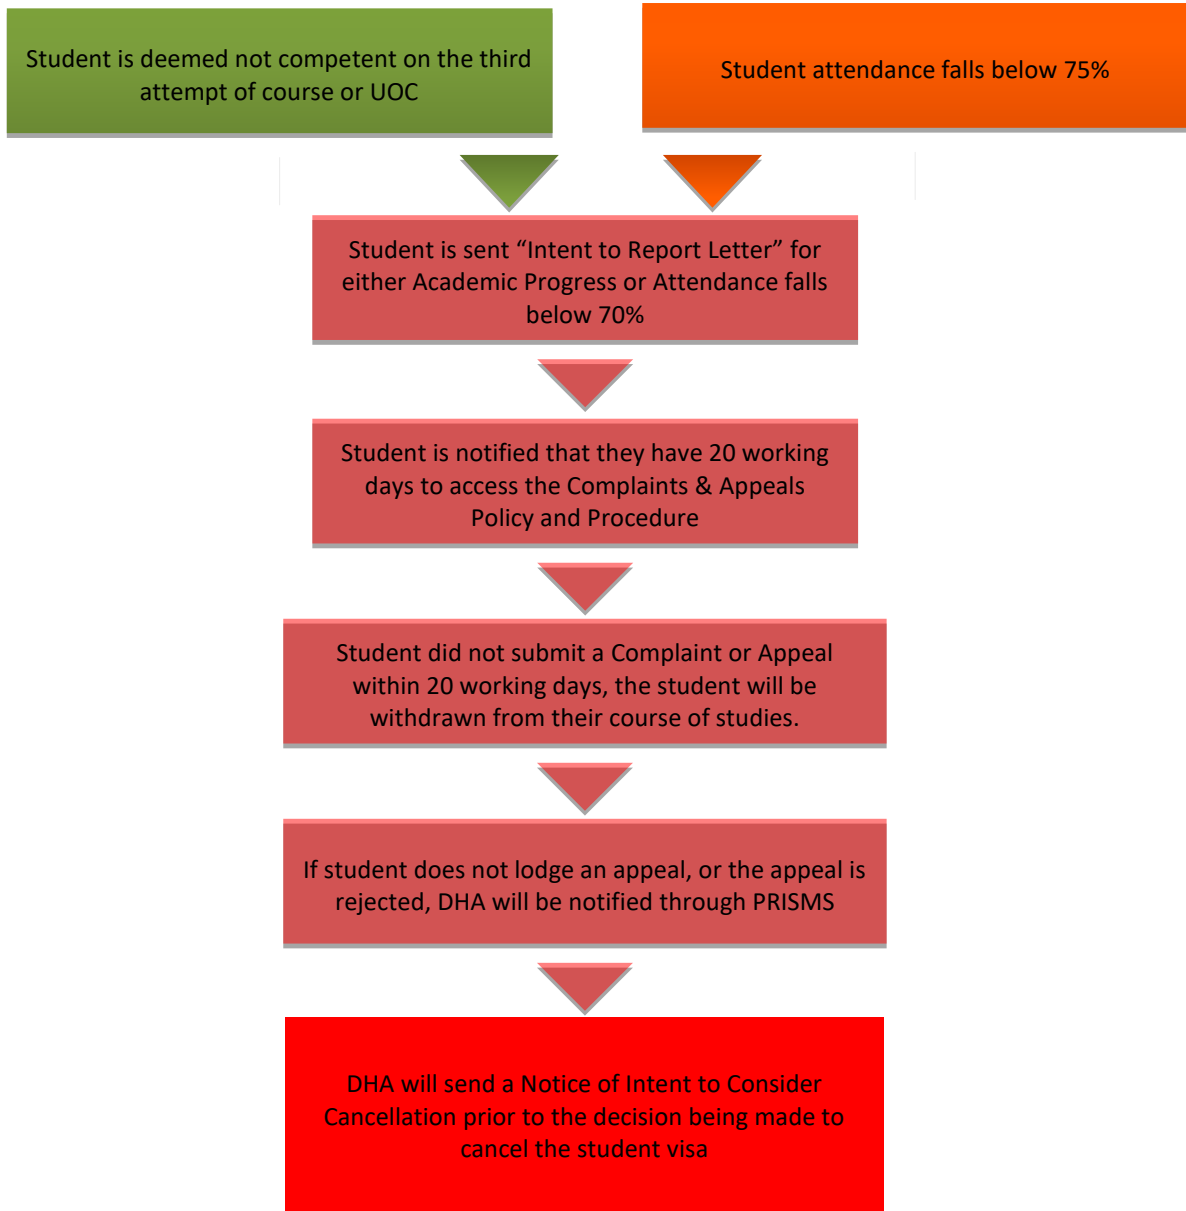 Student is deemed not competent on the third
attempt of course or UOC
Student attendance falls below 75%
Student is sent “Intent to Report Letter” for
either Academic Progress or Attendance falls
below 70%
Student is notified that they have 20 working
days to access the Complaints & Appeals
Policy and Procedure
Student did not submit a Complaint or Appeal
within 20 working days, the student will be
withdrawn from their course of studies.
If student does not lodge an appeal, or the appeal is
rejected, DHA will be notified through PRISMS
DHA will send a Notice of Intent to Consider
Cancellation prior to the decision being made to
cancel the student visa